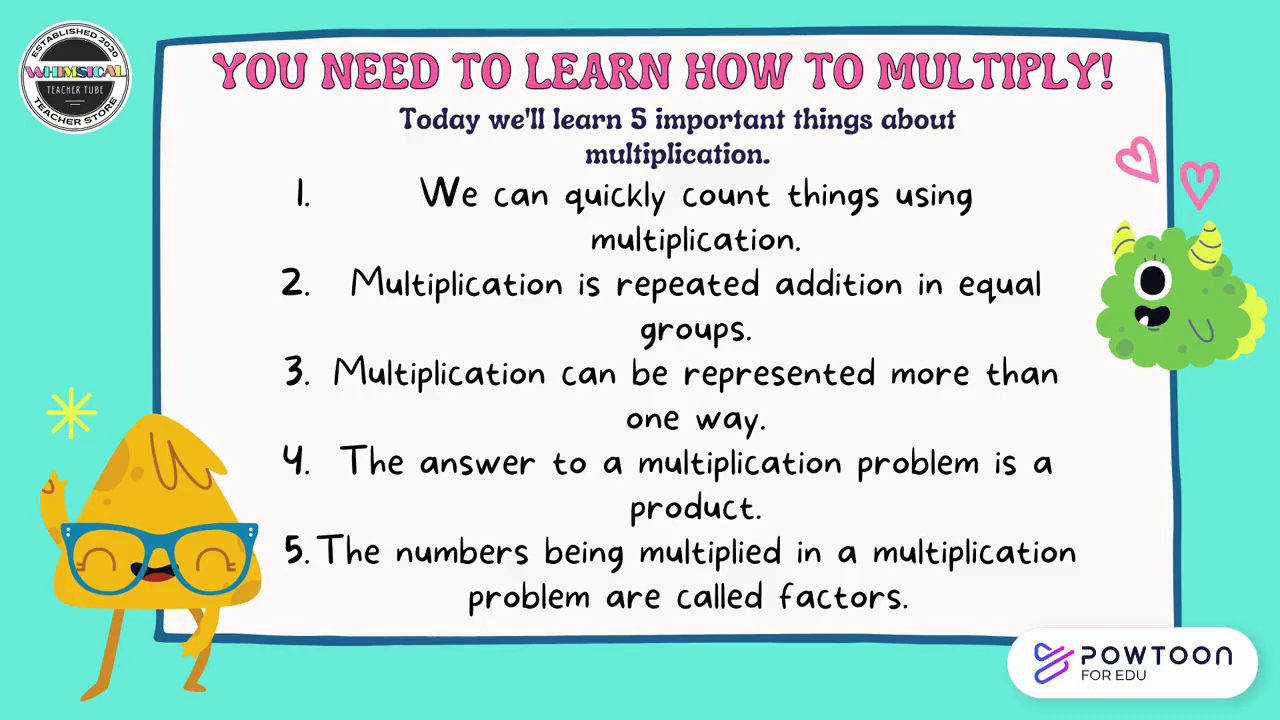 ESTABLISHED 2020
WHIMSICAL
TEACHER TUBE
TEACHER STORE
YOU NEED TO LEARN HOW TO MULTIPLY!
Today we'll learn 5 important things about
multiplication.
1. We can quickly count things using
multiplication.
2. Multiplication is repeated addition in equal
groups.
3. Multiplication can be represented more than
one way.
4. The answer to a multiplication problem is a
product.
5. The numbers being multiplied in a multiplication
problem are called factors.
POWTOON
FOR EDU